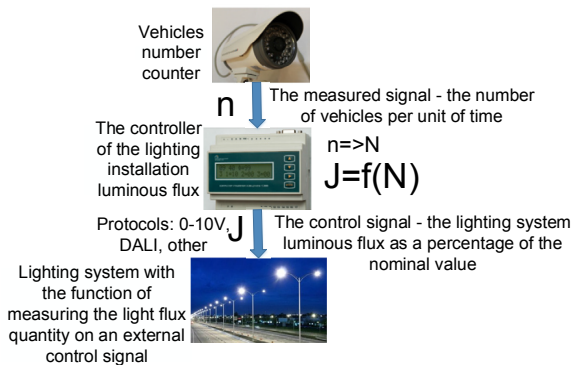 Vehicles
number
counter
n
The measured signal - the number
of vehicles per unit of time
The controller
of the lighting
installation
luminous flux
n=>N
J=f(N)
Protocols: 0-10V,
DALI, other
J
The control signal - the lighting system
luminous flux as a percentage of the
nominal value
Lighting system with
the function of
measuring the light flux
quantity on an external
control signal